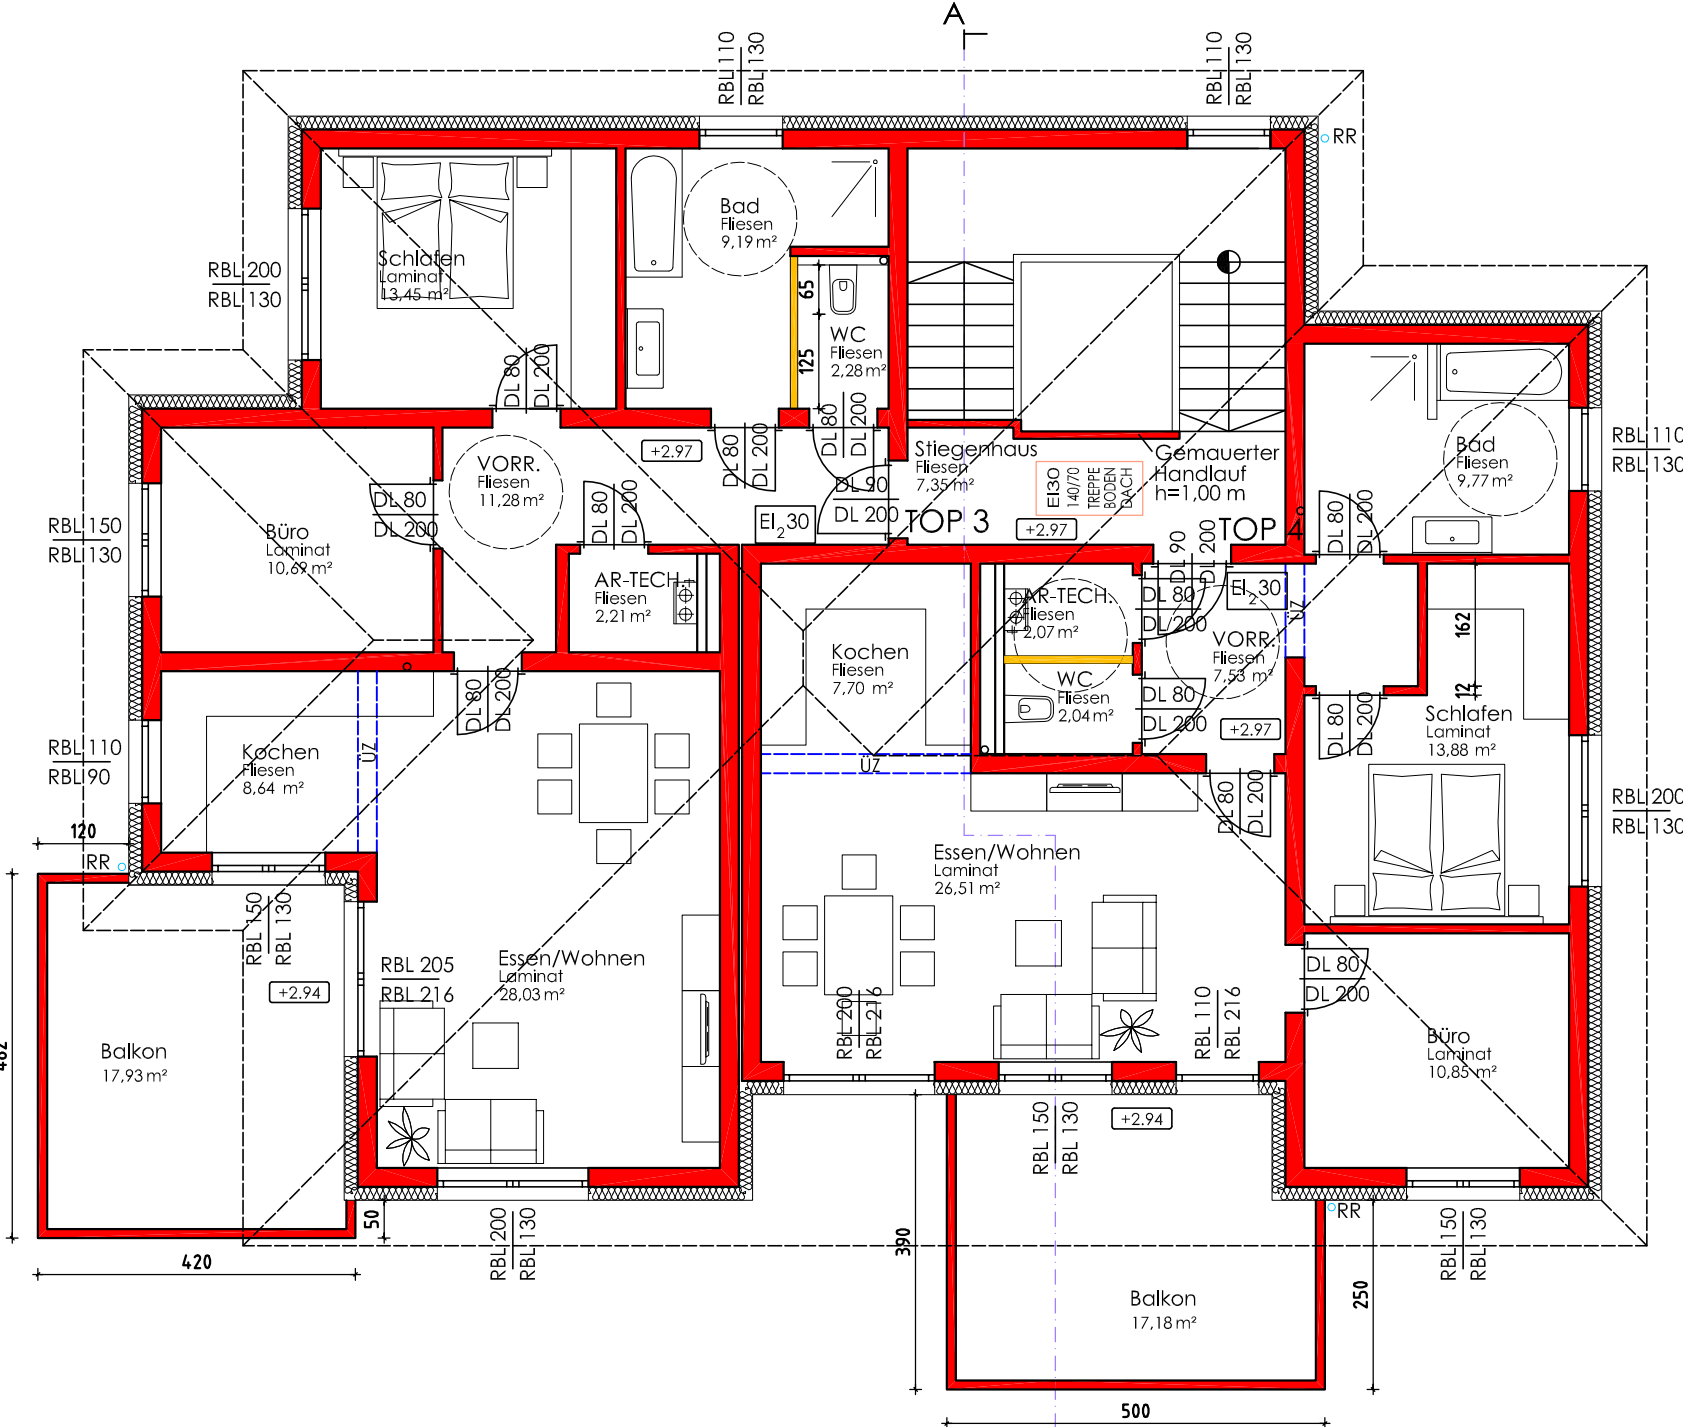 A
RBL 110
RBL 130
RBL 110
RBL 130
RR
Bad
Fliesen
9,19 m²
Schlafen
Laminat
13,45 m²
RBL 200
RBL 130
65
125
WC
Fliesen
2,28 m²
DL 80
DL 200
DL 80
DL 200
DL 80
DL 200
+2.97
VORR.
Fliesen
11,28 m²
DL 80
DL 200
DL 80
DL 200
DL 90
DL 200
EI₂30
Stiegenhaus
Fliesen
7,35 m²
TOP 3
EI30
140/70
TREPPE
BODEN
DACH
Gemauerter
Handlauf
h=1,00 m
+2.97
TOP 4
Bad
Fliesen
9,77 m²
RBL 110
RBL 130
DL 80
DL 200
RBL 150
RBL 130
Büro
Laminat
10,69 m²
AR-TECH.
Fliesen
2,21 m²
DL 90
DL 200
EI₂30
ÜZ
AR-TECH.
Fliesen
2,07 m²
DL 80
DL 200
VORR.
Fliesen
7,53 m²
162
12
Kochen
Fliesen
7,70 m²
WC
Fliesen
2,04 m²
DL 80
DL 200
+2.97
DL 80
DL 200
Schlafen
Laminat
13,88 m²
DL 80
DL 200
RBL 110
RBL 90
Kochen
Fliesen
8,64 m²
ÜZ
ÜZ
DL 80
DL 200
RBL 200
RBL 130
120
RR
Essen/Wohnen
Laminat
26,51 m²
RBL 150
RBL 130
+2.94
RBL 205
RBL 216
Essen/Wohnen
Laminat
28,03 m²
RBL 200
RBL 216
RBL 110
RBL 216
DL 80
DL 200
Büro
Laminat
10,85 m²
482
Balkon
17,93 m²
RBL 150
RBL 130
+2.94
50
420
RBL 200
RBL 130
390
RR
RBL 150
RBL 130
250
Balkon
17,18 m²
500